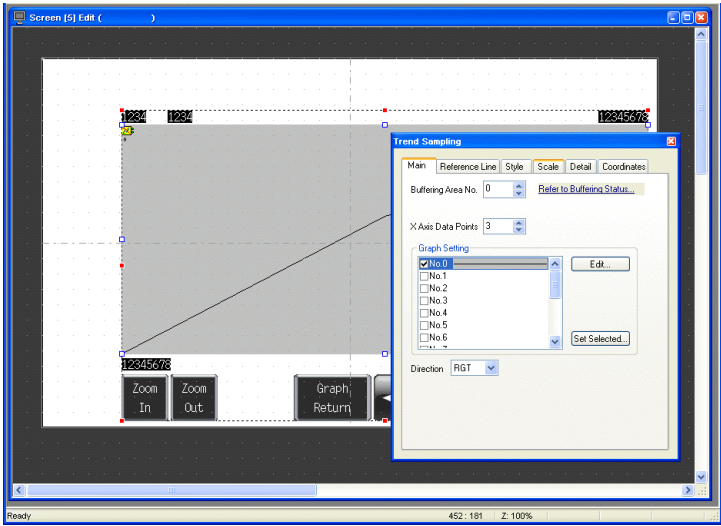 Screen [5] Edit ( )
1234 1234 12345678
Trend Sampling
Main Reference Line Style Scale Detail Coordinates
Buffering Area No. 0 Refer to Buffering Status...
X Axis Data Points 3
Graph Setting
No.0 Edit...
No.1
No.2
No.3
No.4
No.5
No.6 Set Selected...
12345678
Direction RGT
Zoom In
Zoom Out
Graph Return
Ready 452 : 181 Z: 100%